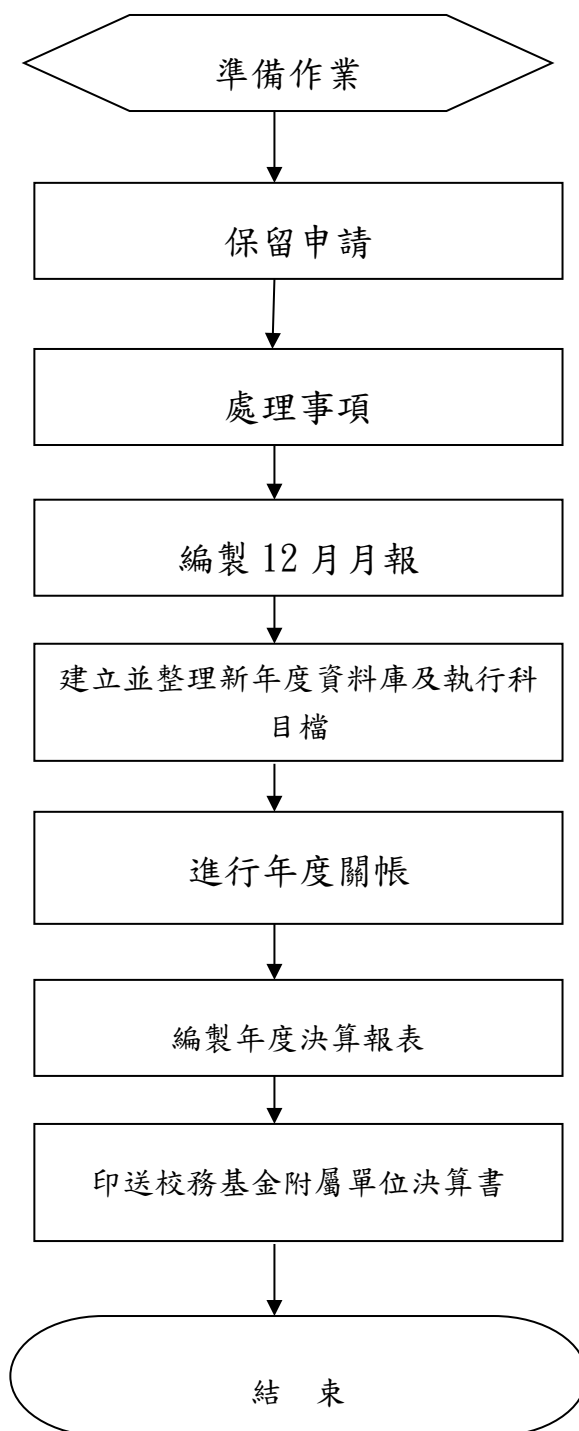 準備作業
保留申請
處理事項
編製 12 月月報
建立並整理新年度資料庫及執行科
目檔
進行年度關帳
編製年度決算報表
印送校務基金附屬單位決算書
結　束